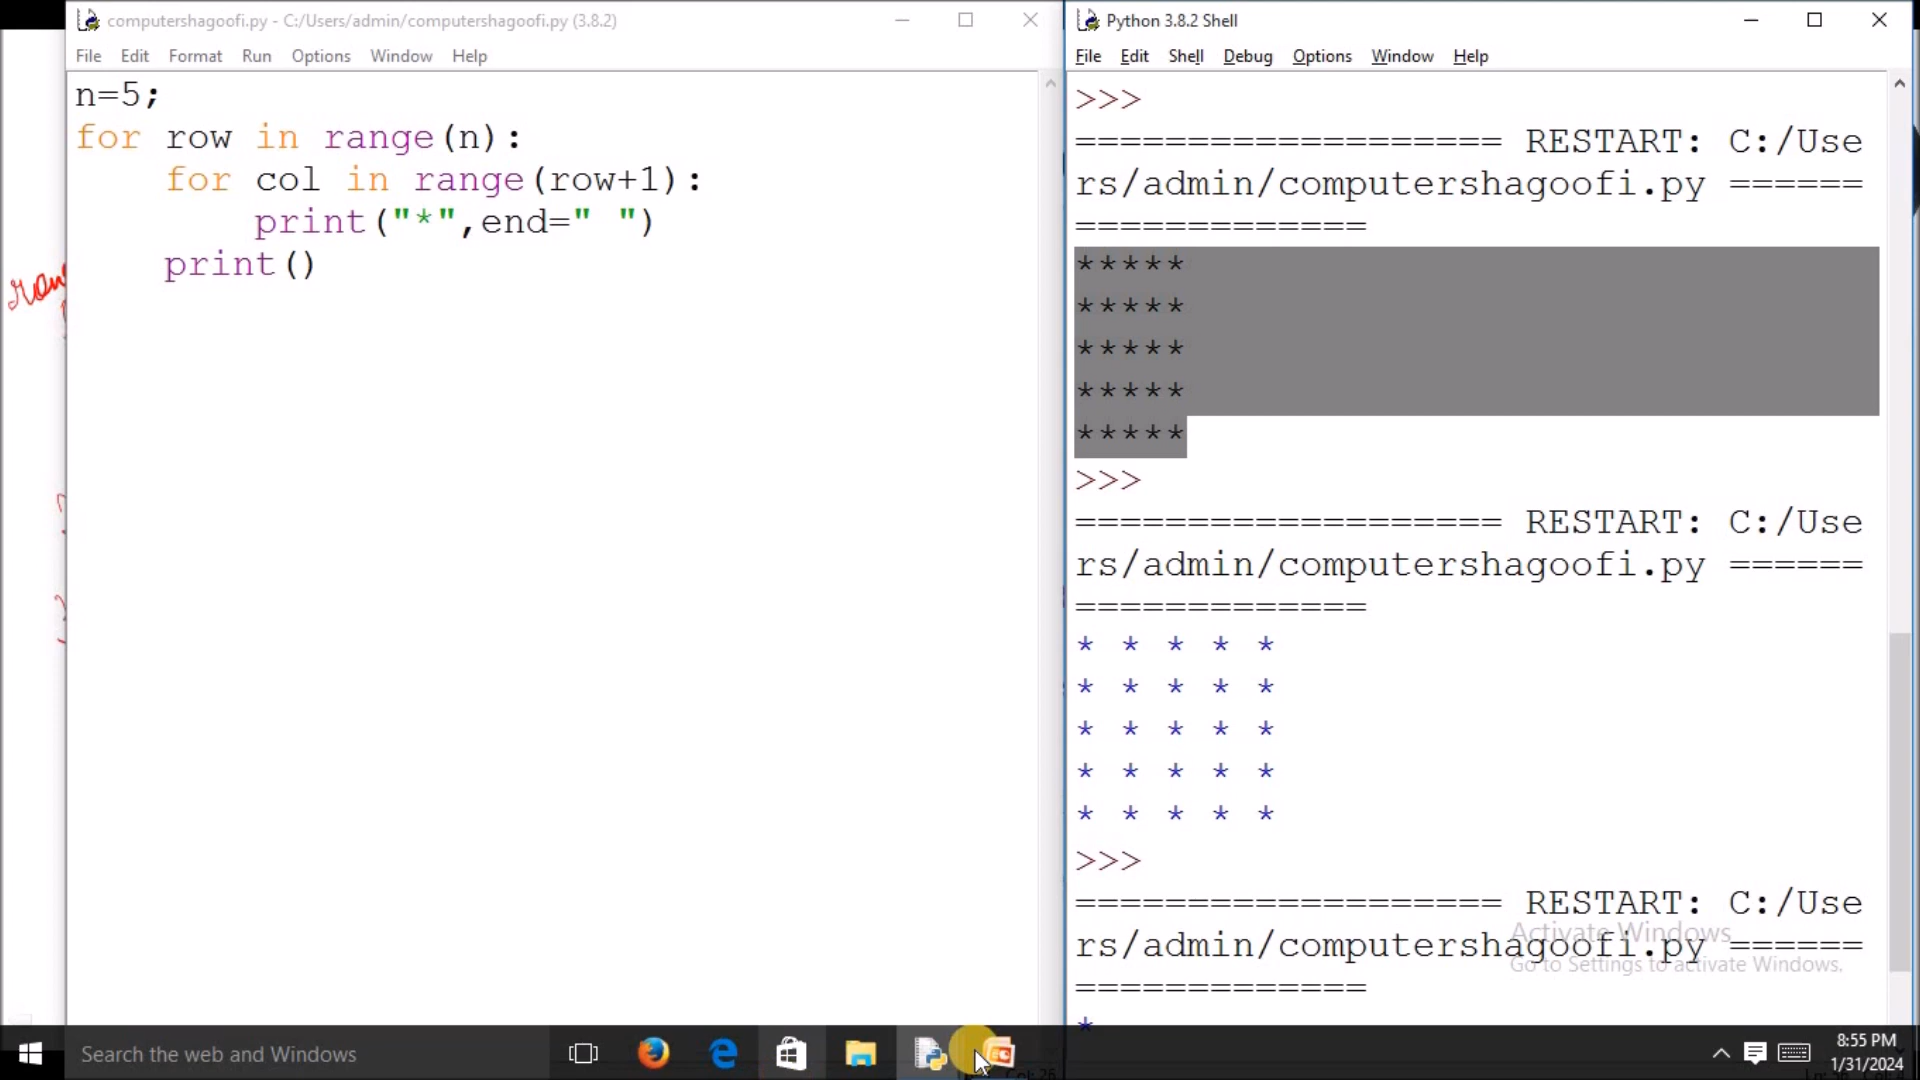 computershagoofi.py - C:/Users/admin/computershagoofi.py (3.8.2)
File Edit Format Run Options Window Help
n=5;
for row in range(n):
    for col in range(row+1):
        print("*",end=" ")
    print()
Python 3.8.2 Shell
File Edit Shell Debug Options Window Help
>>>
=================== RESTART: C:/Use
rs/admin/computershagoofi.py ======
=============
*****
*****
*****
*****
*****
>>>
=================== RESTART: C:/Use
rs/admin/computershagoofi.py ======
=============
* * * * *
* * * * *
* * * * *
* * * * *
* * * * *
>>>
=================== RESTART: C:/Use
rs/admin/computershagoofi.py ======
=============
*
Activate Windows
Go to Settings to activate Windows.
Search the web and Windows
8:55 PM
1/31/2024